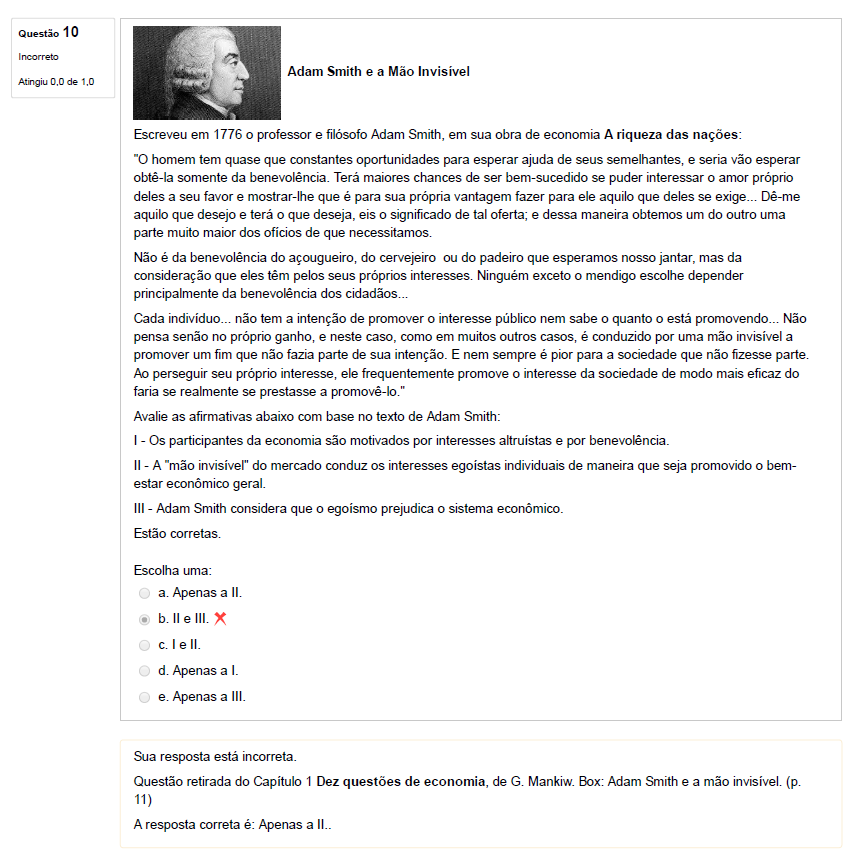 Questão 10
Incorreto
Atingiu 0,0 de 1,0
Adam Smith e a Mão Invisível
Escreveu em 1776 o professor e filósofo Adam Smith, em sua obra de economia A riqueza das nações:
"O homem tem quase que constantes oportunidades para esperar ajuda de seus semelhantes, e seria vão esperar
obtê-la somente da benevolência. Terá maiores chances de ser bem-sucedido se puder interessar o amor próprio
deles a seu favor e mostrar-lhe que é para sua própria vantagem fazer para ele aquilo que deles se exige... Dê-me
aquilo que desejo e terá o que deseja, eis o significado de tal oferta; e dessa maneira obtemos um do outro uma
parte muito maior dos ofícios de que necessitamos.
Não é da benevolência do açougueiro, do cervejeiro ou do padeiro que esperamos nosso jantar, mas da
consideração que eles têm pelos seus próprios interesses. Ninguém exceto o mendigo escolhe depender
principalmente da benevolência dos cidadãos...
Cada indivíduo... não tem a intenção de promover o interesse público nem sabe o quanto o está promovendo... Não
pensa senão no próprio ganho, e neste caso, como em muitos outros casos, é conduzido por uma mão invisível a
promover um fim que não fazia parte de sua intenção. E nem sempre é pior para a sociedade que não fizesse parte.
Ao perseguir seu próprio interesse, ele frequentemente promove o interesse da sociedade de modo mais eficaz do
faria se realmente se prestasse a promovê-lo."
Avalie as afirmativas abaixo com base no texto de Adam Smith:
I - Os participantes da economia são motivados por interesses altruístas e por benevolência.
II - A "mão invisível" do mercado conduz os interesses egoístas individuais de maneira que seja promovido o bem-
estar econômico geral.
III - Adam Smith considera que o egoísmo prejudica o sistema econômico.
Estão corretas.
Escolha uma:
a. Apenas a II.
b. II e III.
c. I e II.
d. Apenas a I.
e. Apenas a III.
Sua resposta está incorreta.
Questão retirada do Capítulo 1 Dez questões de economia, de G. Mankiw. Box: Adam Smith e a mão invisível. (p.
11)
A resposta correta é: Apenas a II..